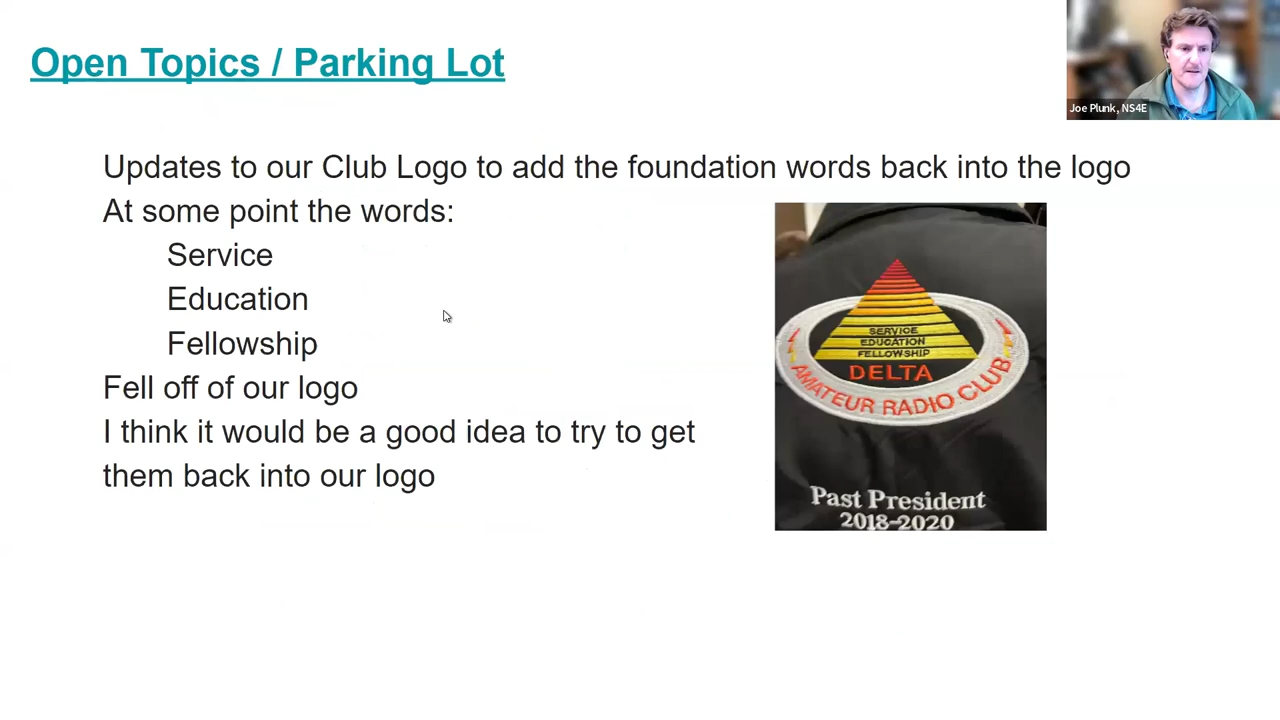 Open Topics / Parking Lot
Joe Plunk, NS4E
Updates to our Club Logo to add the foundation words back into the logo
At some point the words:
Service
Education
Fellowship
Fell off of our logo
I think it would be a good idea to try to get
them back into our logo
SERVICE
EDUCATION
FELLOWSHIP
DELTA
AMATEUR RADIO CLUB
Past President
2018-2020